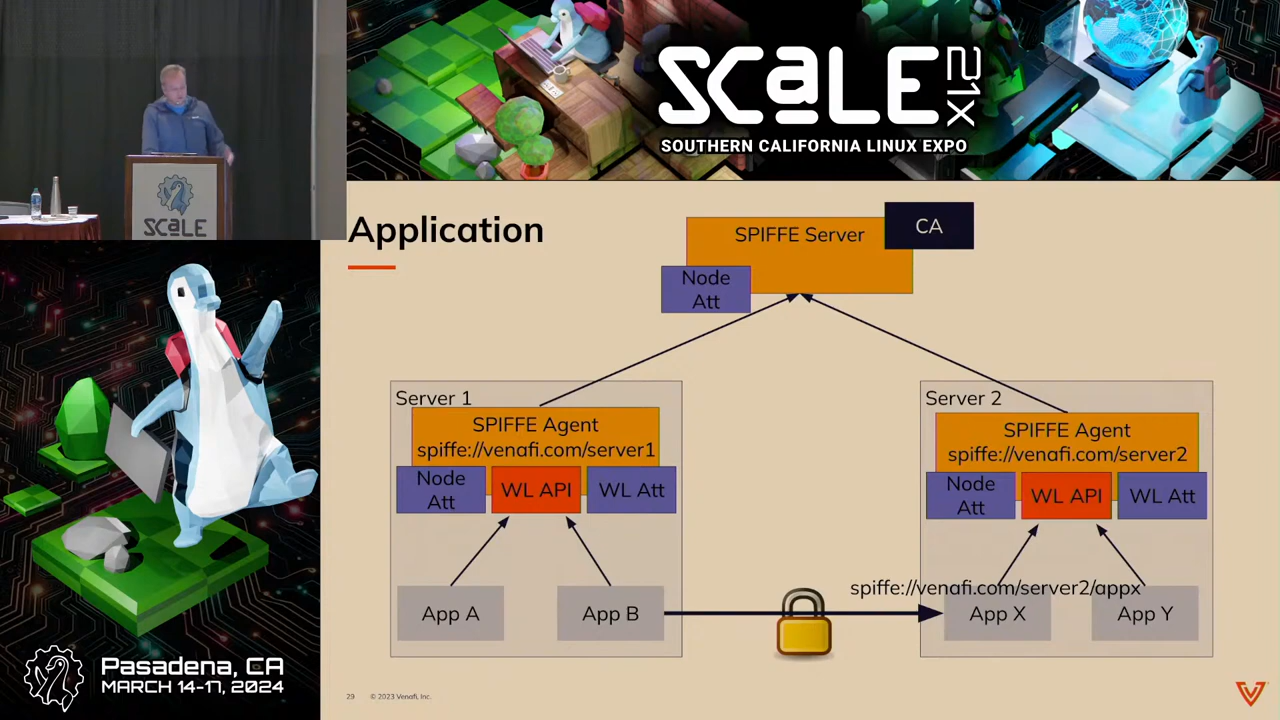 SCaLE 21x
SOUTHERN CALIFORNIA LINUX EXPO
SCaLE
Application
SPIFFE Server
CA
Node
Att
Server 1
SPIFFE Agent
spiffe://venafi.com/server1
Node
Att
WL API
WL Att
App A
App B
Server 2
SPIFFE Agent
spiffe://venafi.com/server2
Node
Att
WL API
WL Att
spiffe://venafi.com/server2/appx
App X
App Y
Pasadena, CA
MARCH 14-17, 2024
29
© 2023 Venafi, Inc.